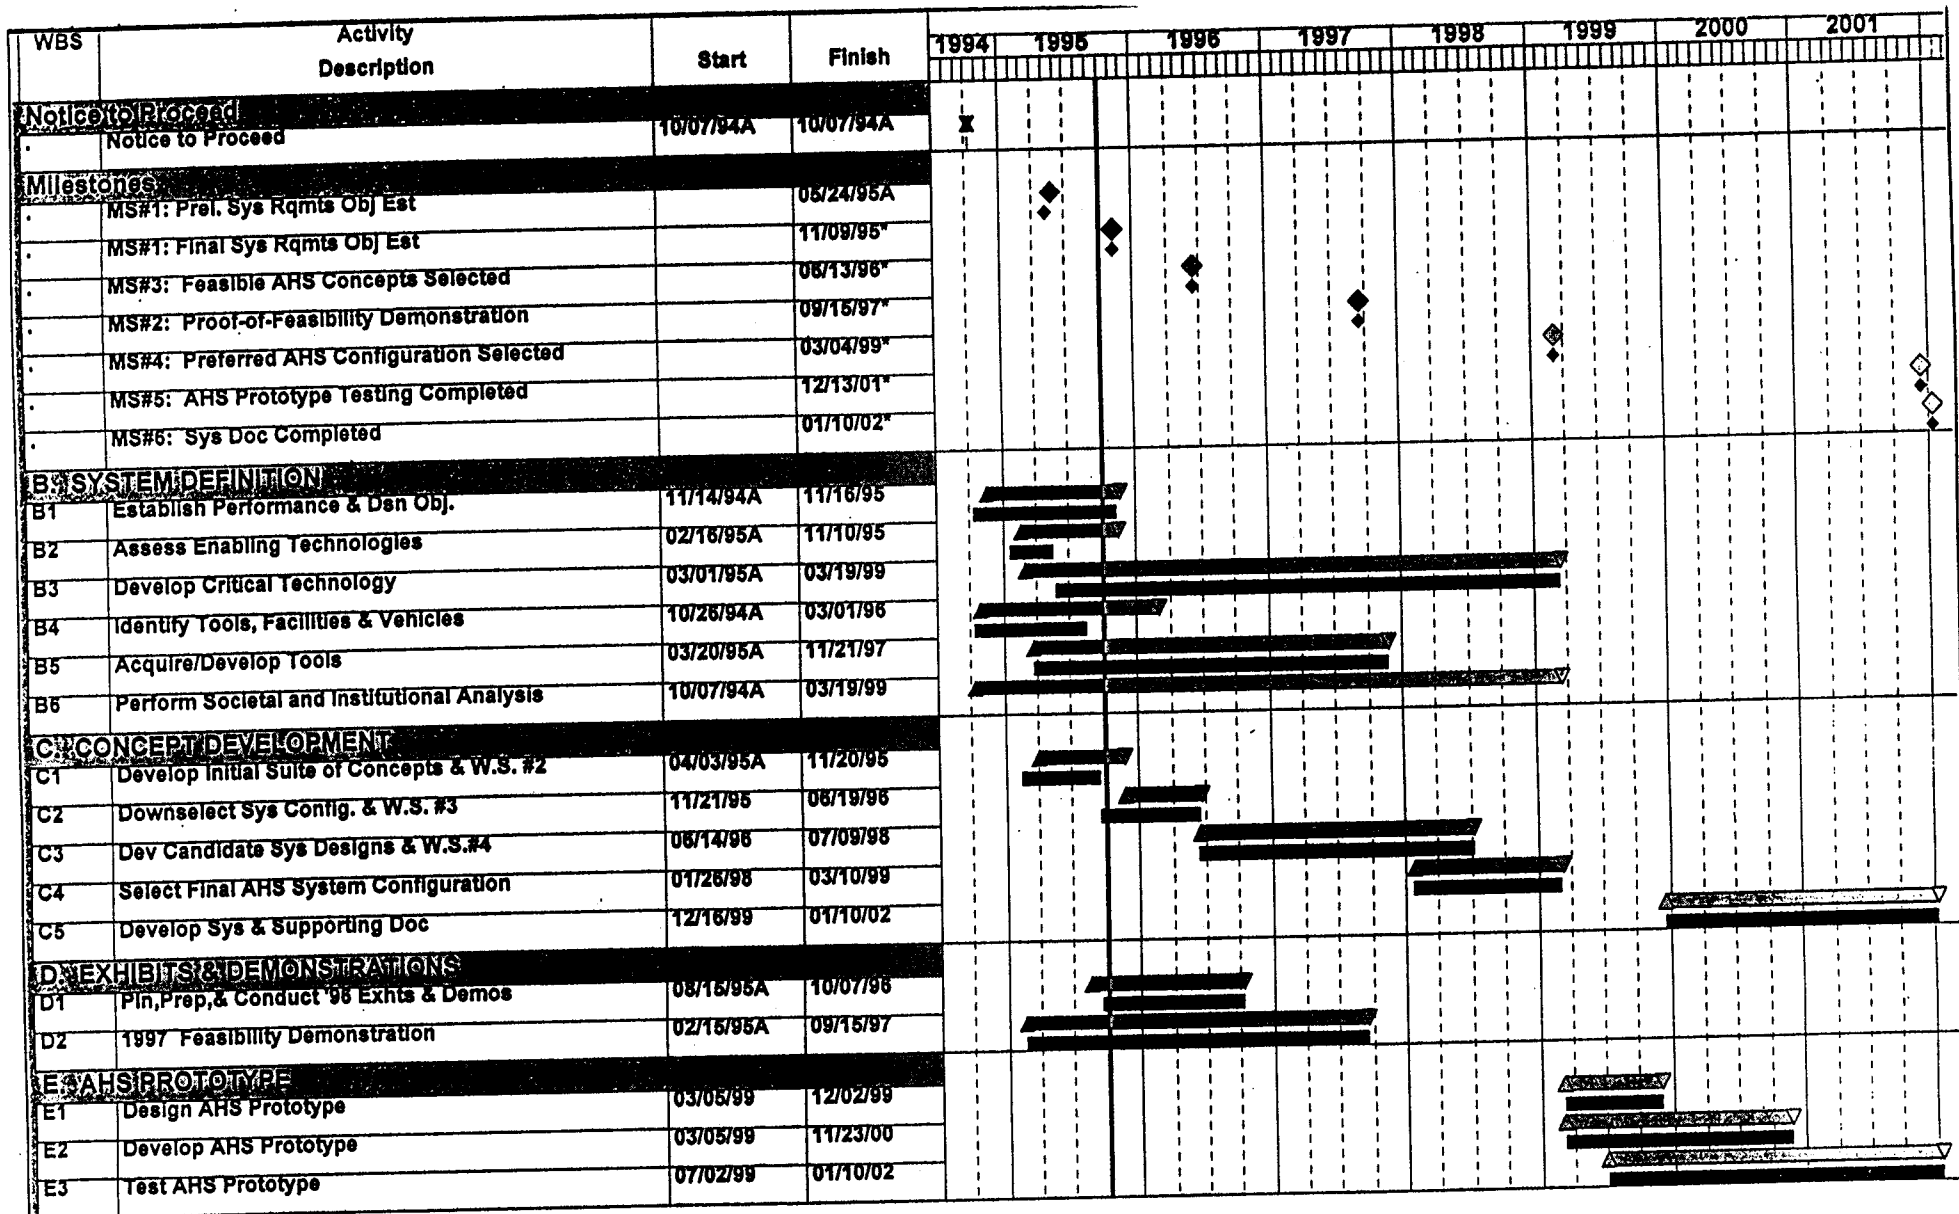 WBS Activity Description Start Finish 1994 1995 1996 1997 1998 1999 2000 2001
Notice to Proceed
. Notice to Proceed 10/07/94A 10/07/94A
Milestones
. MS#1: Prel. Sys Rqmts Obj Est 05/24/95A
. MS#1: Final Sys Rqmts Obj Est 11/09/95*
. MS#3: Feasible AHS Concepts Selected 06/13/96*
. MS#2: Proof-of-Feasibility Demonstration 09/15/97*
. MS#4: Preferred AHS Configuration Selected 03/04/99*
. MS#5: AHS Prototype Testing Completed 12/13/01*
. MS#6: Sys Doc Completed 01/10/02*
B. SYSTEM DEFINITION
B1 Establish Performance & Dsn Obj. 11/14/94A 11/16/95
B2 Assess Enabling Technologies 02/16/95A 11/10/95
B3 Develop Critical Technology 03/01/95A 03/19/99
B4 Identify Tools, Facilities & Vehicles 10/26/94A 03/01/96
B5 Acquire/Develop Tools 03/20/95A 11/21/97
B6 Perform Societal and Institutional Analysis 10/07/94A 03/19/99
C. CONCEPT DEVELOPMENT
C1 Develop Initial Suite of Concepts & W.S. #2 04/03/95A 11/20/95
C2 Downselect Sys Config. & W.S. #3 11/21/95 06/19/96
C3 Dev Candidate Sys Designs & W.S.#4 06/14/96 07/09/98
C4 Select Final AHS System Configuration 01/26/98 03/10/99
C5 Develop Sys & Supporting Doc 12/16/99 01/10/02
D. EXHIBITS & DEMONSTRATIONS
D1 Pln,Prep,& Conduct '96 Exhts & Demos 08/15/95A 10/07/96
D2 1997 Feasibility Demonstration 02/15/95A 09/15/97
E. AHS PROTOTYPE
E1 Design AHS Prototype 03/05/99 12/02/99
E2 Develop AHS Prototype 03/05/99 11/23/00
E3 Test AHS Prototype 07/02/99 01/10/02